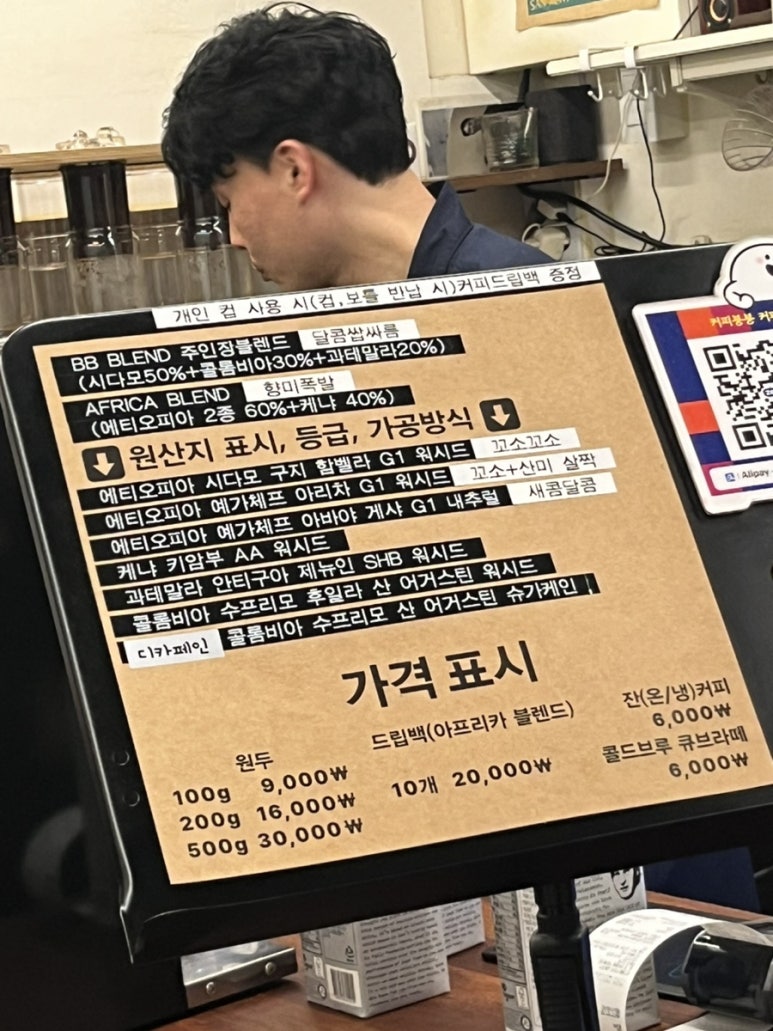 개인 컵 사용 시(컵,보틀 반납 시)커피드립백 증정
BB BLEND 주인장블렌드 달콤쌉싸름
(시다모50%+콜롬비아30%+과테말라20%)
AFRICA BLEND 향미폭발
(에티오피아 2종 60%+케냐 40%)
원산지 표시, 등급, 가공방식
에티오피아 시다모 구지 할벨라 G1 워시드 꼬소꼬소
에티오피아 예가체프 아리차 G1 워시드 꼬소+산미 살짝
에티오피아 예가체프 아바야 게샤 G1 내추럴 새콤달콤
케냐 키암부 AA 워시드
과테말라 안티구아 제뉴인 SHB 워시드
콜롬비아 수프리모 후일라 산 어거스틴 워시드
디카페인 콜롬비아 수프리모 산 어거스틴 슈가케인
가격 표시
원두
100g 9,000₩
200g 16,000₩
500g 30,000₩
드립백(아프리카 블렌드)
10개 20,000₩
잔(온/냉)커피
6,000₩
콜드브루 큐브라떼
6,000₩
커피봉봉 커피
Alipay